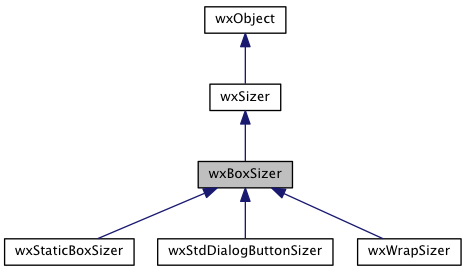 wxObject
wxSizer
wxBoxSizer
wxStaticBoxSizer
wxStdDialogButtonSizer
wxWrapSizer